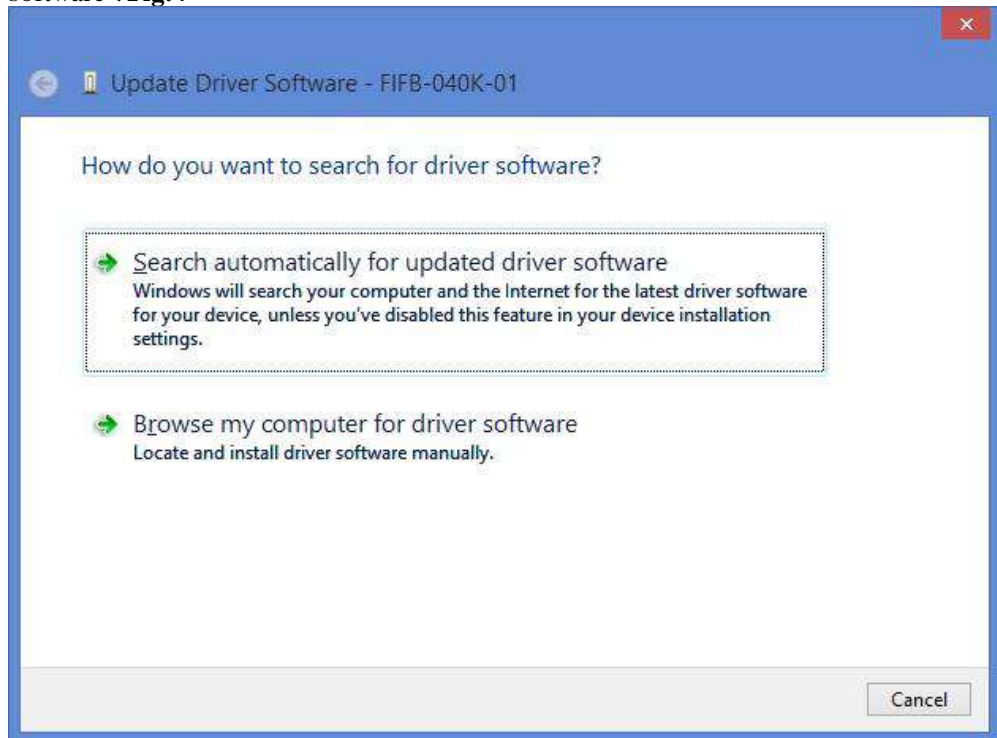 Update Driver Software - FIFB-040K-01
How do you want to search for driver software?
Search automatically for updated driver software
Windows will search your computer and the Internet for the latest driver software
for your device, unless you've disabled this feature in your device installation
settings.
Browse my computer for driver software
Locate and install driver software manually.
Cancel